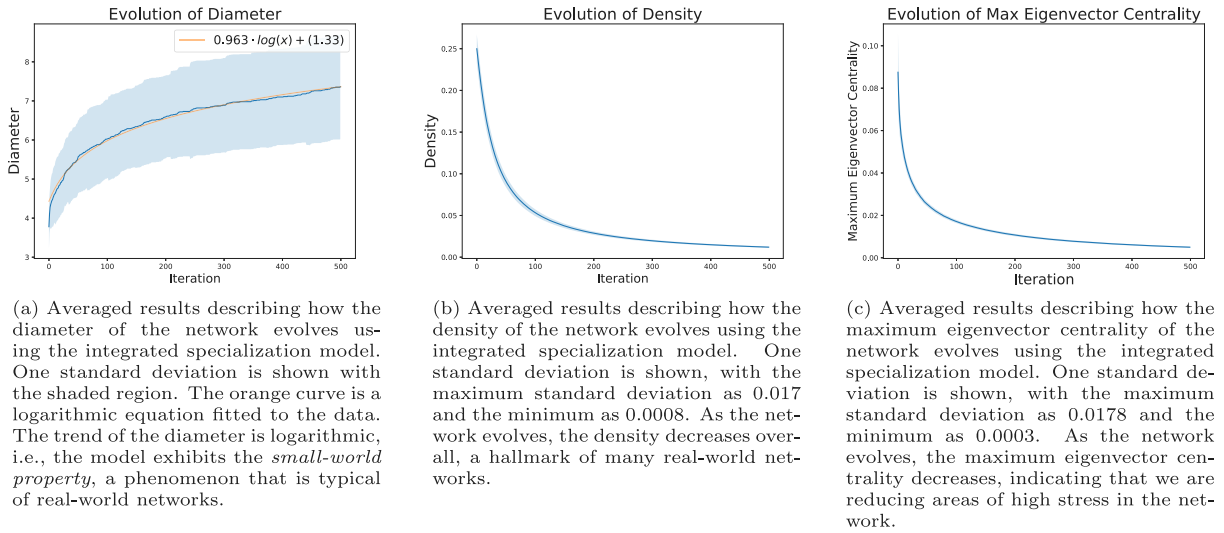 Evolution of Diameter
0.963 · log(x) + (1.33)
8
7
6
5
4
3
Diameter
0
100
200
300
400
500
Iteration
Evolution of Density
0.25
0.20
0.15
0.10
0.05
0.00
Density
0
100
200
300
400
500
Iteration
Evolution of Max Eigenvector Centrality
0.10
0.08
0.06
0.04
0.02
0.00
Maximum Eigenvector Centrality
0
100
200
300
400
500
Iteration
(a) Averaged results describing how the
diameter of the network evolves us-
ing the integrated specialization model.
One standard deviation is shown with
the shaded region. The orange curve is a
logarithmic equation fitted to the data.
The trend of the diameter is logarithmic,
i.e., the model exhibits the small-world
property, a phenomenon that is typical
of real-world networks.
(b) Averaged results describing how the
density of the network evolves using the
integrated specialization model. One
standard deviation is shown, with the
maximum standard deviation as 0.017
and the minimum as 0.0008. As the net-
work evolves, the density decreases over-
all, a hallmark of many real-world net-
works.
(c) Averaged results describing how the
maximum eigenvector centrality of the
network evolves using the integrated
specialization model. One standard de-
viation is shown, with the maximum
standard deviation as 0.0178 and the
minimum as 0.0003. As the network
evolves, the maximum eigenvector cen-
trality decreases, indicating that we are
reducing areas of high stress in the net-
work.